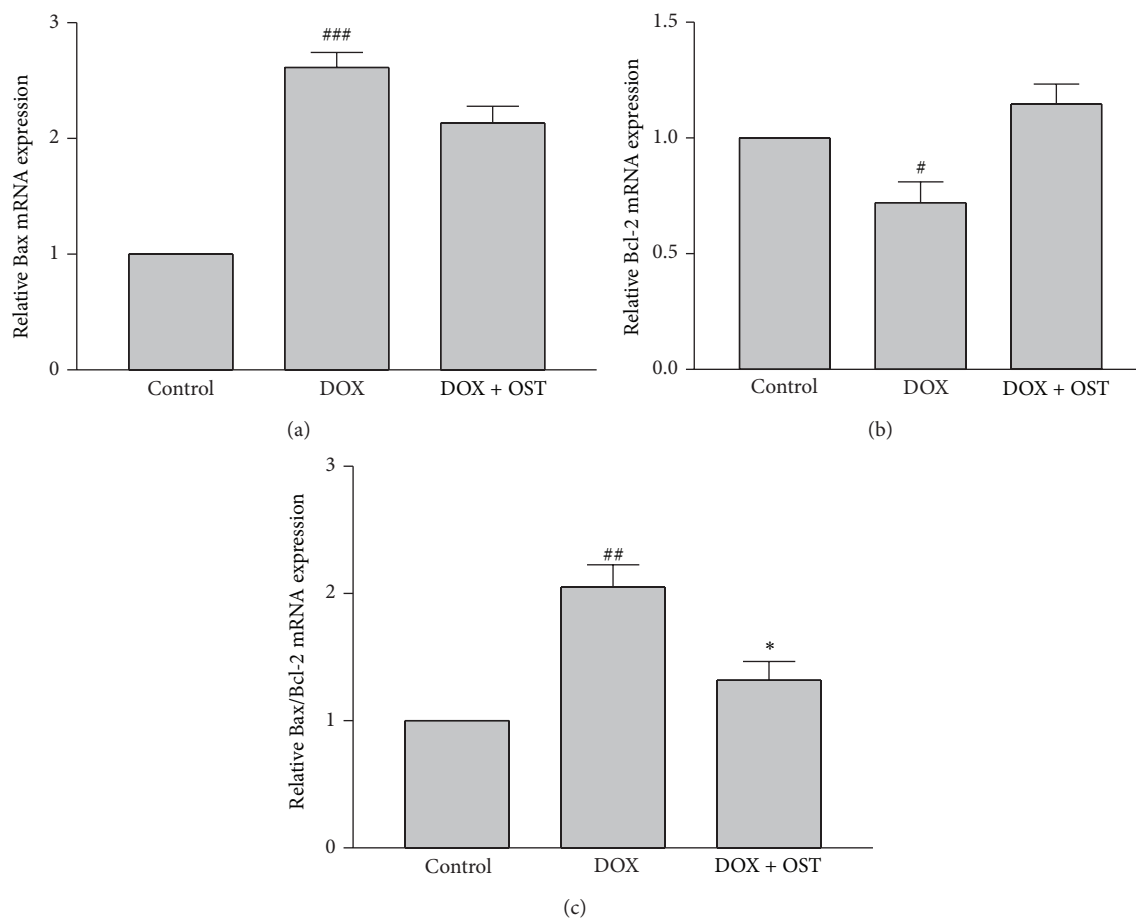 Relative Bax mRNA expression
3
2
1
0
###
Control
DOX
DOX + OST
(a)
Relative Bcl-2 mRNA expression
1.5
1.0
0.5
0.0
#
Control
DOX
DOX + OST
(b)
Relative Bax/Bcl-2 mRNA expression
3
2
1
0
##
*
Control
DOX
DOX + OST
(c)